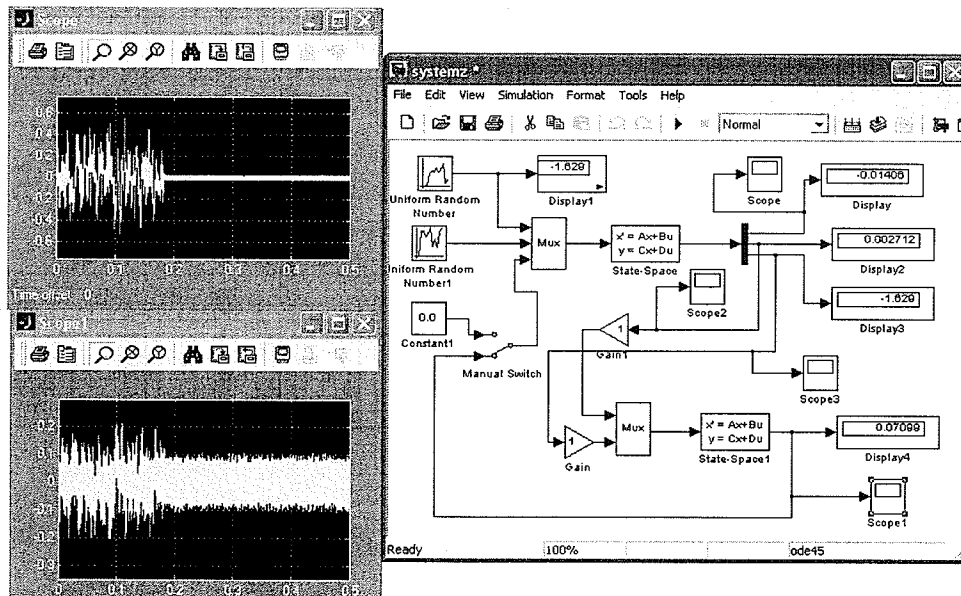 Scope
0.6
0.4
0.2
0
-0.2
-0.4
-0.6
0 0.1 0.2 0.3 0.4 0.5
Time offset: 0
Scope1
0.2
0.1
0
-0.1
-0.2
-0.3
0 0.1 0.2 0.3 0.4 0.5
systemz *
File Edit View Simulation Format Tools Help
Normal
Uniform Random
Number
-1.629
Display1
Scope
-0.01406
Display
Uniform Random
Number1
Mux
x' = Ax+Bu
y = Cx+Du
State-Space
0.002712
Display2
Scope2
-1.629
Display3
0.0
Constant1
Manual Switch
1
Gain1
Scope3
1
Gain
Mux
x' = Ax+Bu
y = Cx+Du
State-Space1
0.07099
Display4
Scope1
Ready 100% ode45